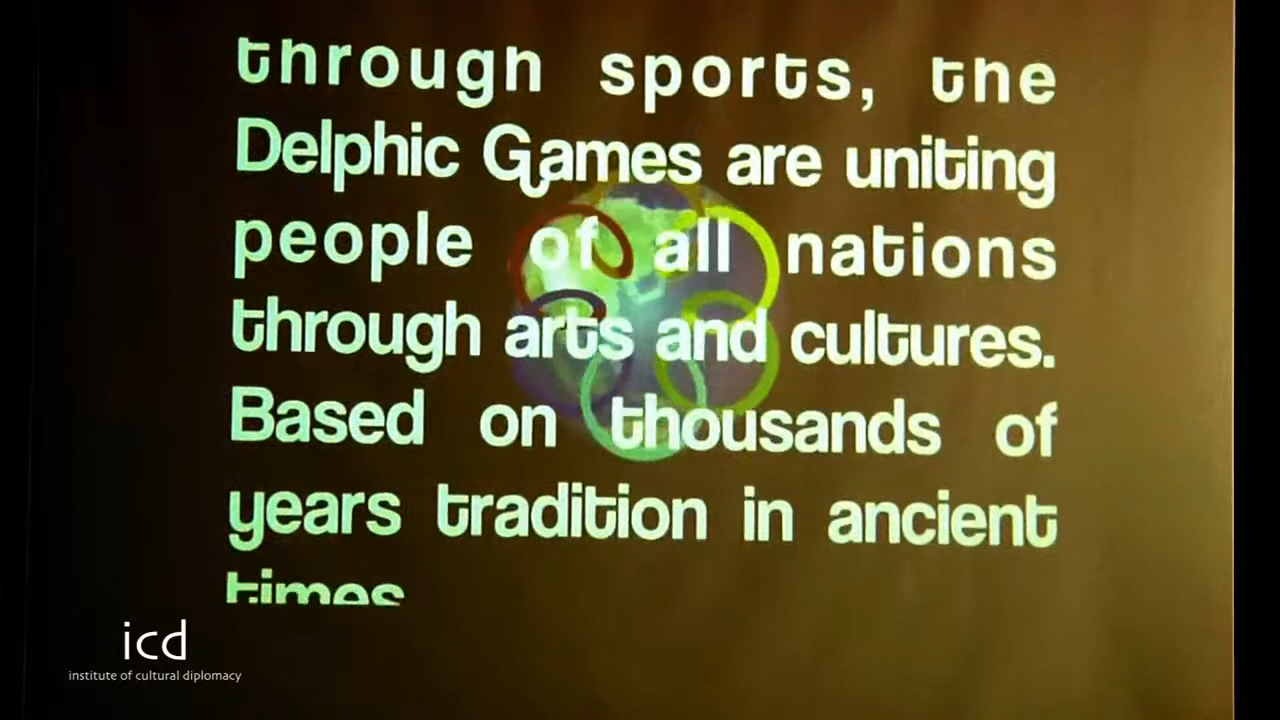 through sports, the
Delphic Games are uniting
people of all nations
through arts and cultures.
Based on thousands of
years tradition in ancient
times
icd
institute of cultural diplomacy